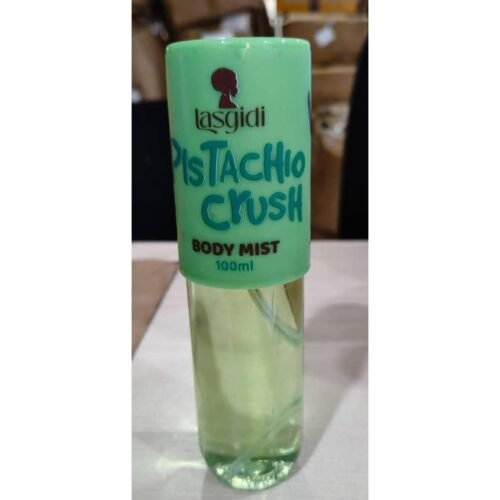 Lasgidi
PISTACHIO
CRUSH
BODY MIST
100ml